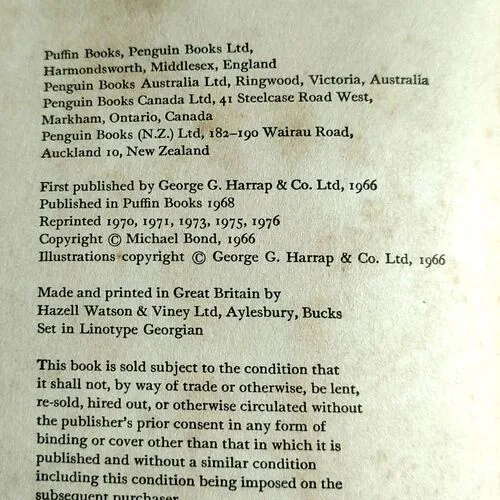 Puffin Books, Penguin Books Ltd,
Harmondsworth, Middlesex, England
Penguin Books Australia Ltd, Ringwood, Victoria, Australia
Penguin Books Canada Ltd, 41 Steelcase Road West,
Markham, Ontario, Canada
Penguin Books (N.Z.) Ltd, 182–190 Wairau Road,
Auckland 10, New Zealand
First published by George G. Harrap & Co. Ltd, 1966
Published in Puffin Books 1968
Reprinted 1970, 1971, 1973, 1975, 1976
Copyright © Michael Bond, 1966
Illustrations copyright © George G. Harrap & Co. Ltd, 1966
Made and printed in Great Britain by
Hazell Watson & Viney Ltd, Aylesbury, Bucks
Set in Linotype Georgian
This book is sold subject to the condition that
it shall not, by way of trade or otherwise, be lent,
re-sold, hired out, or otherwise circulated without
the publisher's prior consent in any form of
binding or cover other than that in which it is
published and without a similar condition
including this condition being imposed on the
subsequent purchaser